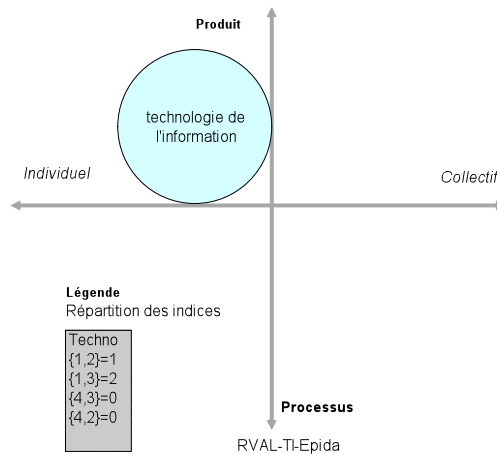 Produit
technologie de
l'information
Individuel
Collectif
Légende
Répartition des indices
Techno
{1,2}=1
{1,3}=2
{4,3}=0
{4,2}=0
Processus
RVAL-TI-Epida